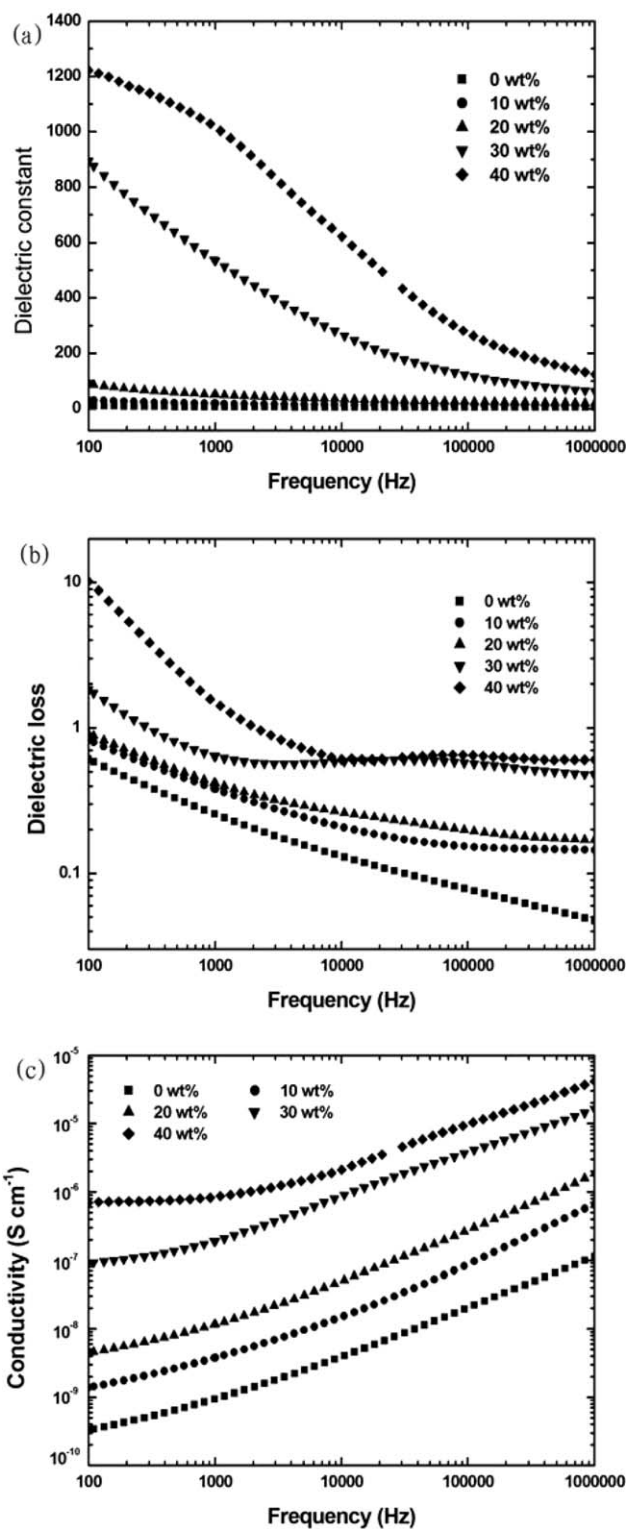 (a)
1400
1200
1000
800
600
400
200
0
Dielectric constant
0 wt%
10 wt%
20 wt%
30 wt%
40 wt%
100 1000 10000 100000 1000000
Frequency (Hz)
(b)
10
1
0.1
Dielectric loss
0 wt%
10 wt%
20 wt%
30 wt%
40 wt%
100 1000 10000 100000 1000000
Frequency (Hz)
(c)
10⁻⁵
10⁻⁵
10⁻⁶
10⁻⁷
10⁻⁸
10⁻⁹
10⁻¹⁰
Conductivity (S cm⁻¹)
0 wt% 10 wt%
20 wt% 30 wt%
40 wt%
100 1000 10000 100000 1000000
Frequency (Hz)